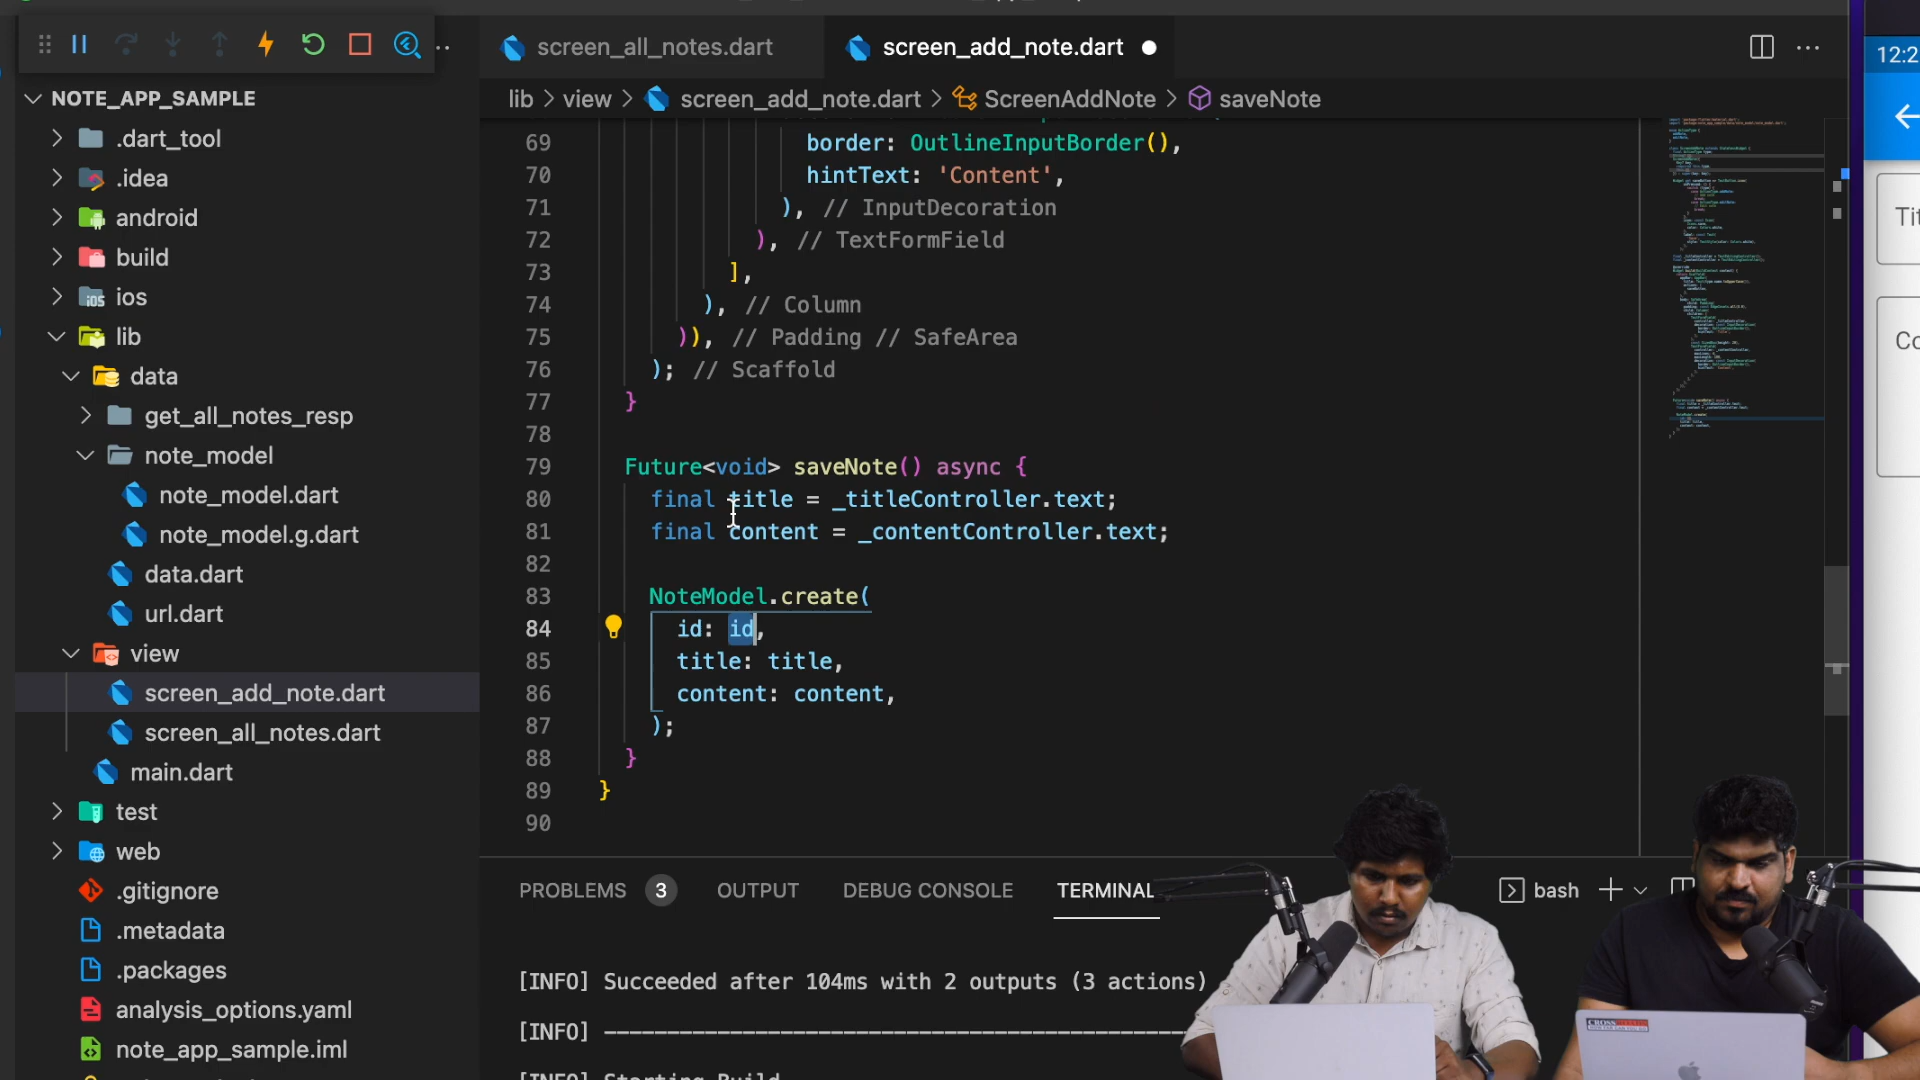 screen_all_notes.dart
screen_add_note.dart
12:2
NOTE_APP_SAMPLE
lib > view > screen_add_note.dart > ScreenAddNote > saveNote
.dart_tool
.idea
android
build
ios
lib
data
get_all_notes_resp
note_model
note_model.dart
note_model.g.dart
data.dart
url.dart
view
screen_add_note.dart
screen_all_notes.dart
main.dart
test
web
.gitignore
.metadata
.packages
analysis_options.yaml
note_app_sample.iml
69 border: OutlineInputBorder(),
70 hintText: 'Content',
71 ), // InputDecoration
72 ), // TextFormField
73 ],
74 ), // Column
75 )), // Padding // SafeArea
76 ); // Scaffold
77 }
78
79 Future<void> saveNote() async {
80 final title = _titleController.text;
81 final content = _contentController.text;
82
83 NoteModel.create(
84 id: id,
85 title: title,
86 content: content,
87 );
88 }
89 }
90
PROBLEMS 3 OUTPUT DEBUG CONSOLE TERMINAL
bash
[INFO] Succeeded after 104ms with 2 outputs (3 actions)
[INFO] ----------------------------------------
[INFO] Starting Build
Tit
Co